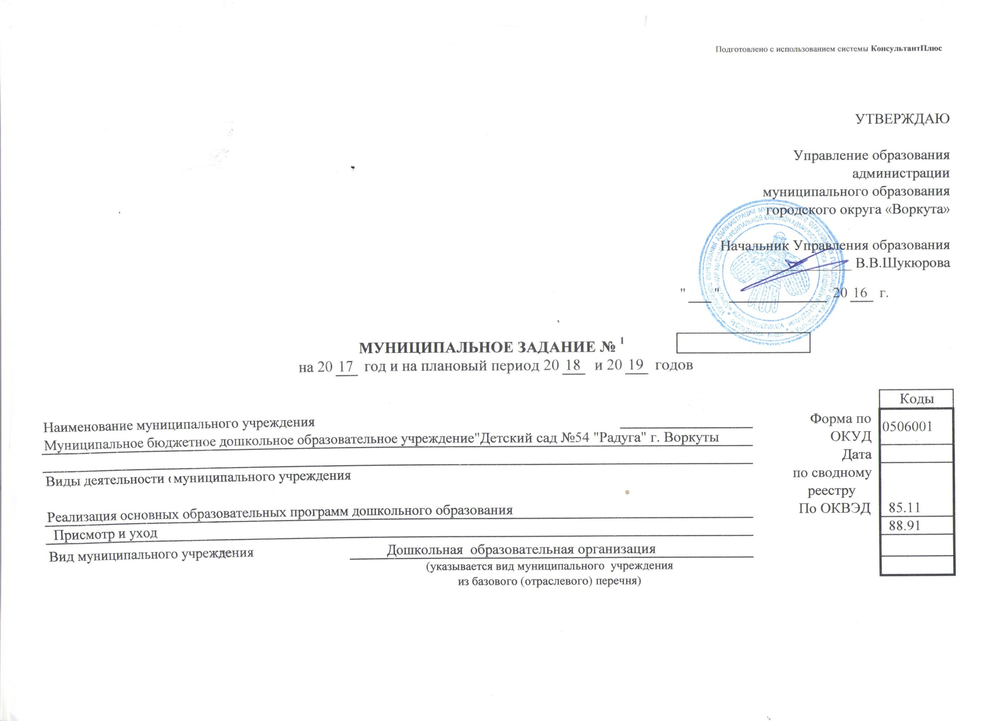 Подготовлено с использованием системы КонсультантПлюс
УТВЕРЖДАЮ
Управление образования
администрации
муниципального образования
городского округа «Воркута»
Начальник Управления образования
В.В.Шукюрова
"___" ____________ 20 16 г.
МУНИЦИПАЛЬНОЕ ЗАДАНИЕ № 1
на 20 17 год и на плановый период 20 18 и 20 19 годов
Коды
Наименование муниципального учреждения
Муниципальное бюджетное дошкольное образовательное учреждение"Детский сад №54 "Радуга" г. Воркуты
Форма по
ОКУД
0506001
Дата
Виды деятельности муниципального учреждения
по сводному
реестру
Реализация основных образовательных программ дошкольного образования
По ОКВЭД 85.11
Присмотр и уход
88.91
Вид муниципального учреждения Дошкольная образовательная организация
(указывается вид муниципального учреждения
из базового (отраслевого) перечня)